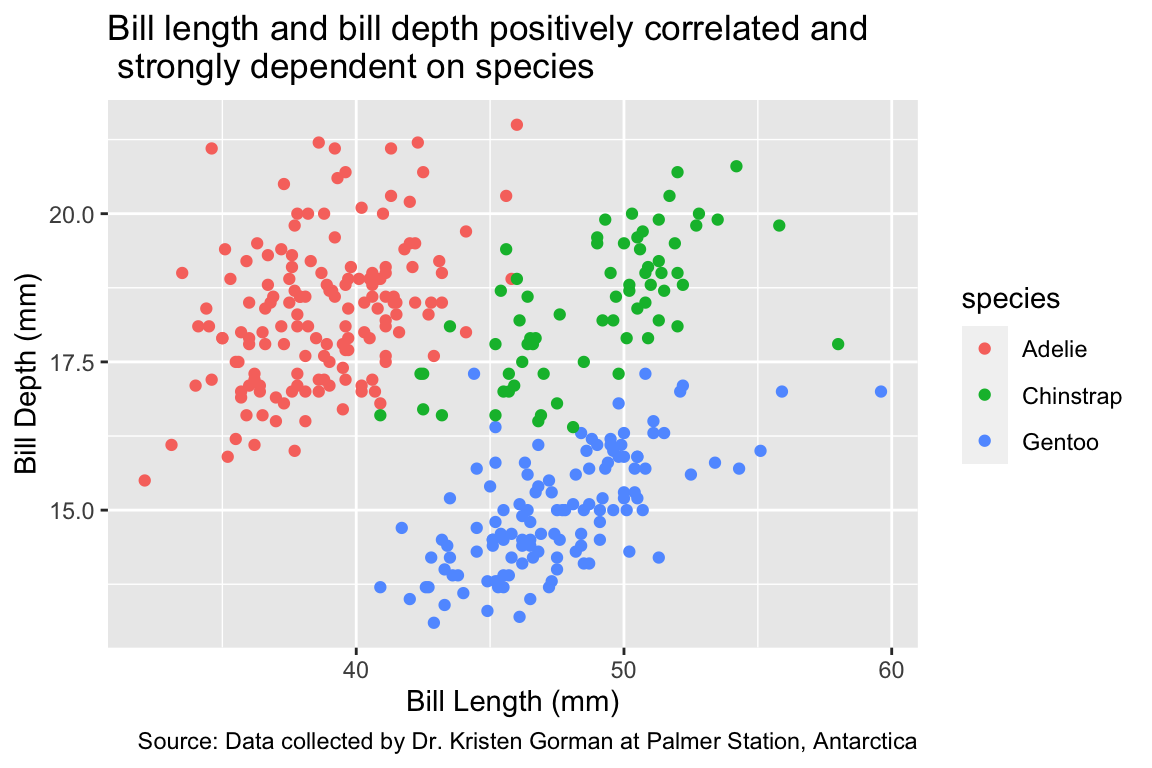 Bill length and bill depth positively correlated and
strongly dependent on species
20.0
17.5
15.0
Bill Depth (mm)
40
50
60
Bill Length (mm)
species
Adelie
Chinstrap
Gentoo
Source: Data collected by Dr. Kristen Gorman at Palmer Station, Antarctica